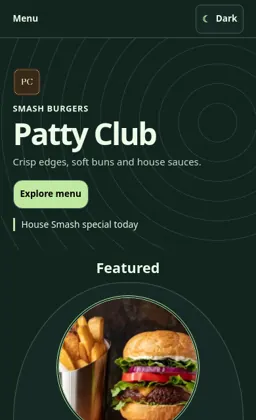 Menu
Dark
PC
SMASH BURGERS
Patty Club
Crisp edges, soft buns and house sauces.
Explore menu
House Smash special today
Featured